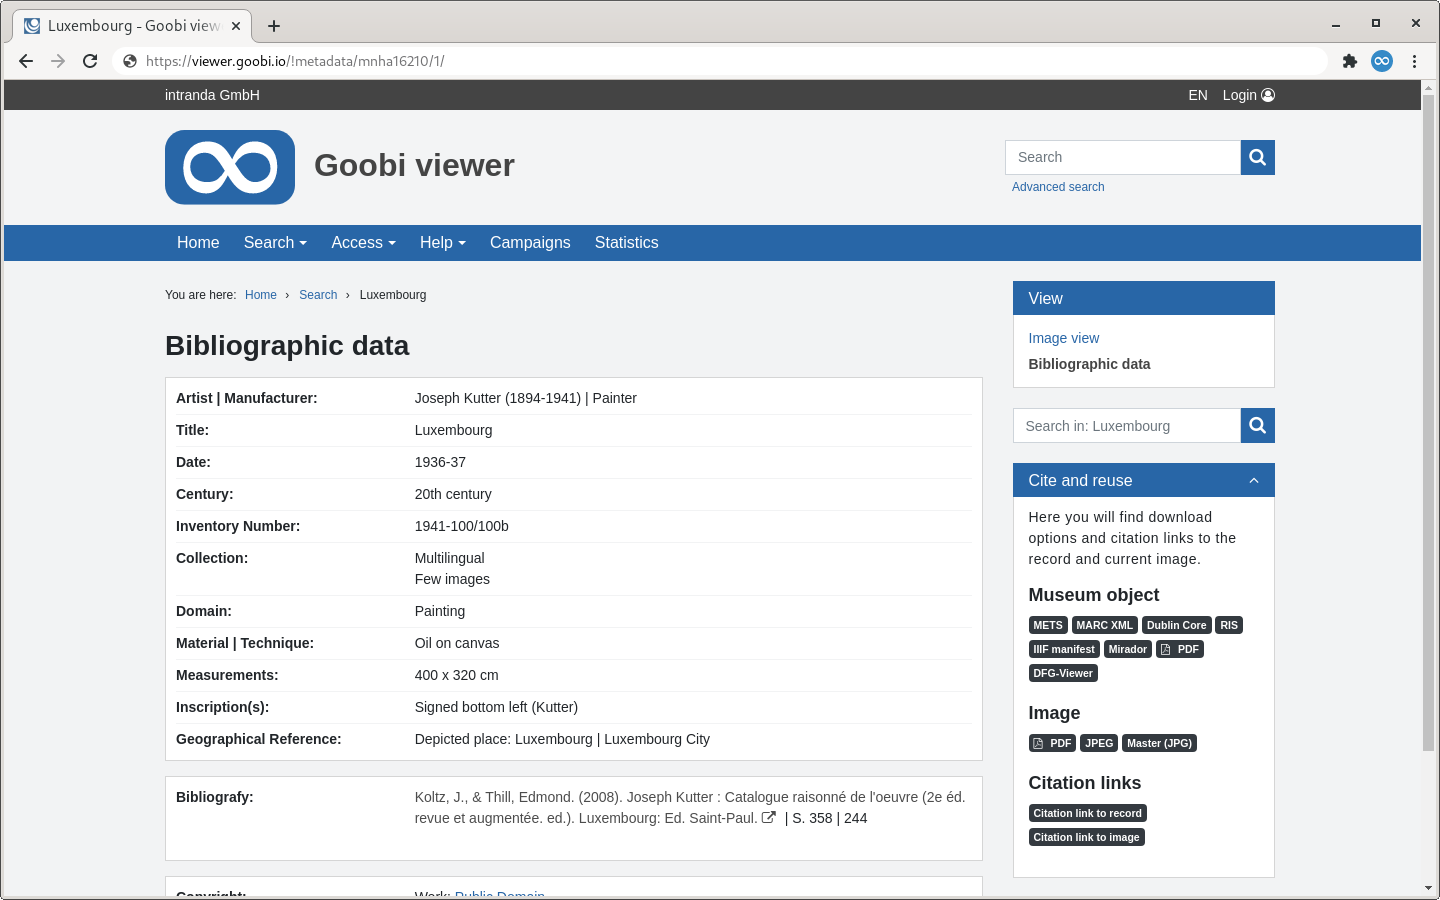 Luxembourg - Goobi view
https://viewer.goobi.io/!metadata/mnha16210/1/
intranda GmbH
EN Login
Goobi viewer
Search
Advanced search
Home Search Access Help Campaigns Statistics
You are here: Home › Search › Luxembourg
Bibliographic data
Artist | Manufacturer: Joseph Kutter (1894-1941) | Painter
Title: Luxembourg
Date: 1936-37
Century: 20th century
Inventory Number: 1941-100/100b
Collection: Multilingual
Few images
Domain: Painting
Material | Technique: Oil on canvas
Measurements: 400 x 320 cm
Inscription(s): Signed bottom left (Kutter)
Geographical Reference: Depicted place: Luxembourg | Luxembourg City
Bibliografy: Koltz, J., & Thill, Edmond. (2008). Joseph Kutter : Catalogue raisonné de l'oeuvre (2e éd.
revue et augmentée. ed.). Luxembourg: Ed. Saint-Paul. | S. 358 | 244
Copyright: Work: Public Domain
View
Image view
Bibliographic data
Search in: Luxembourg
Cite and reuse
Here you will find download
options and citation links to the
record and current image.
Museum object
METS MARC XML Dublin Core RIS
IIIF manifest Mirador PDF
DFG-Viewer
Image
PDF JPEG Master (JPG)
Citation links
Citation link to record
Citation link to image